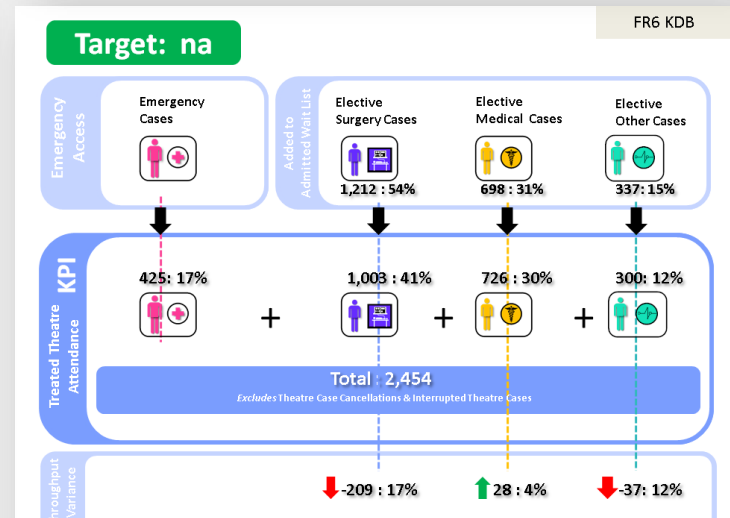 FR6 KDB
Target: na
Emergency
Access
Emergency
Cases
Added to
Admitted Wait List
Elective
Surgery Cases
1,212 : 54%
Elective
Medical Cases
698 : 31%
Elective
Other Cases
337: 15%
Treated Theatre
Attendance
KPI
425: 17%
1,003 : 41%
726 : 30%
300: 12%
+
+
+
Total : 2,454
Excludes Theatre Case Cancellations & Interrupted Theatre Cases
hroughput
Variance
-209 : 17%
28 : 4%
-37: 12%